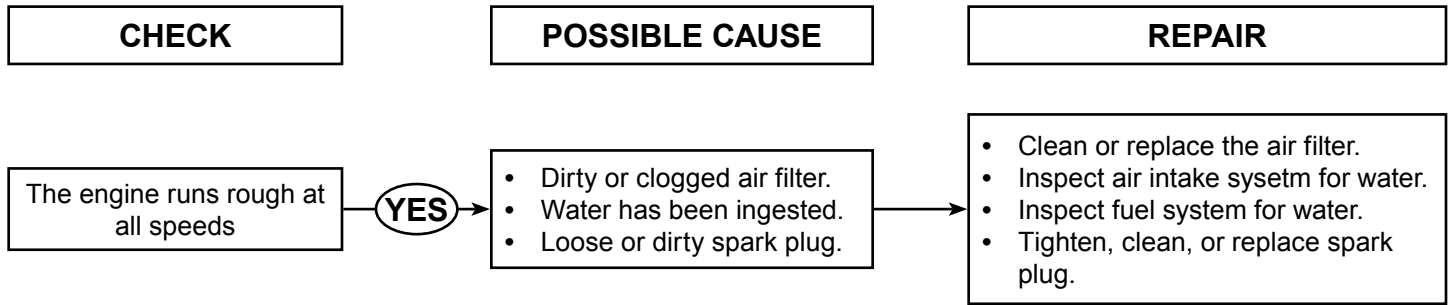 CHECK
POSSIBLE CAUSE
REPAIR
The engine runs rough at
all speeds
YES
• Dirty or clogged air filter.
• Water has been ingested.
• Loose or dirty spark plug.
• Clean or replace the air filter.
• Inspect air intake sysetm for water.
• Inspect fuel system for water.
• Tighten, clean, or replace spark
plug.